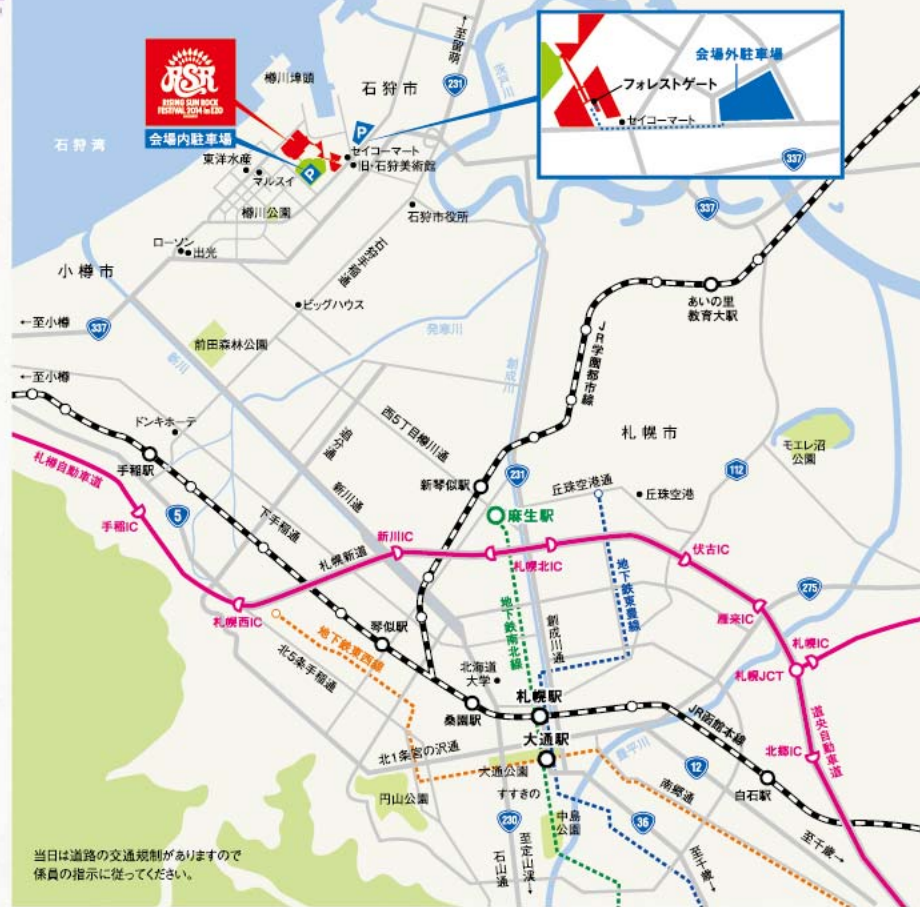 ←至留萌
茨戸川
石狩市
樽川埠頭
231
RSR
RISING SUN ROCK
FESTIVAL 2014 in EZO
会場内駐車場
石狩湾
P
P
セイコーマート
旧・石狩美術館
東洋水産
マルスイ
樽川公園
石狩市役所
会場外駐車場
フォレストゲート
セイコーマート
337
337
ローソン
出光
石狩手稲通
小樽市
ビッグハウス
あいの里
教育大駅
←至小樽
337
前田森林公園
発寒川
創成川
JR学園都市線
新川
←至小樽
ドンキホーテ
西5丁目樽川通
追分通
札幌市
モエレ沼
公園
札樽自動車道
手稲駅
新琴似駅
231
112
丘珠空港通
丘珠空港
新川通
麻生駅
手稲IC
5
下手稲通
新川IC
札幌新道
札幌北IC
伏古IC
地下鉄東豊線
275
札幌西IC
地下鉄南北線
創成川通
雁来IC
地下鉄東西線
琴似駅
札幌IC
札幌JCT
北5条手稲通
北海道
大学
札幌駅
桑園駅
JR函館本線
道央自動車道
大通駅
豊平川
北郷IC
北1条宮の沢通
大通公園
12
白石駅
円山公園
すすきの
南郷通
230
中島
公園
36
至千歳→
至千歳→
石山通
至定山渓→
当日は道路の交通規制がありますので
係員の指示に従ってください。